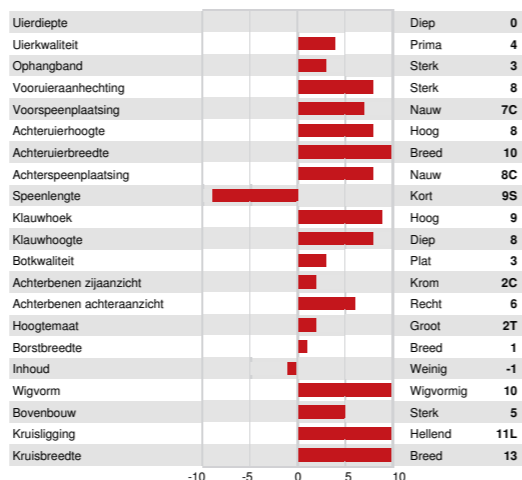 Uierdiepte Diep 0
Uierkwaliteit Prima 4
Ophangband Sterk 3
Vooruieraanhechting Sterk 8
Voorspeenplaatsing Nauw 7C
Achteruierhoogte Hoog 8
Achteruierbreedte Breed 10
Achterspeenplaatsing Nauw 8C
Speenlengte Kort 9S
Klauwhoek Hoog 9
Klauwhoogte Diep 8
Botkwaliteit Plat 3
Achterbenen zijaanzicht Krom 2C
Achterbenen achteraanzicht Recht 6
Hoogtemaat Groot 2T
Borstbreedte Breed 1
Inhoud Weinig -1
Wigvorm Wigvormig 10
Bovenbouw Sterk 5
Kruisligging Hellend 11L
Kruisbreedte Breed 13
-10 -5 0 5 10